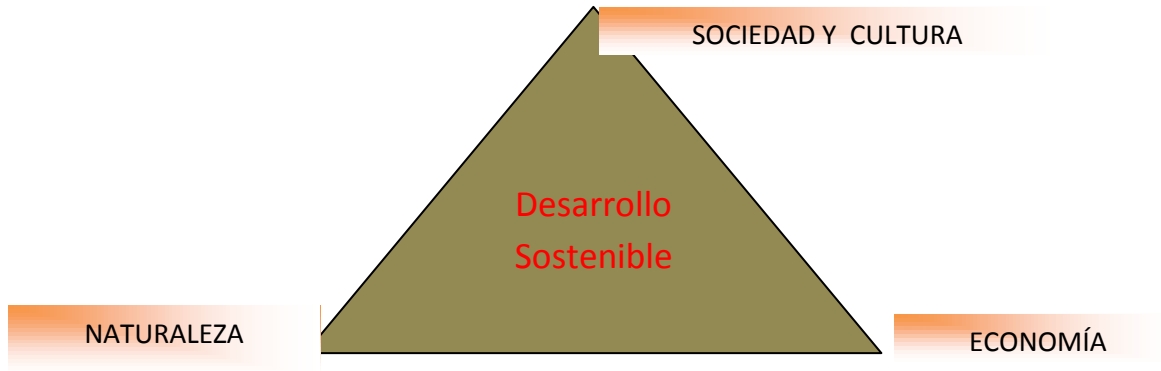 SOCIEDAD Y CULTURA
Desarrollo
Sostenible
NATURALEZA
ECONOMÍA